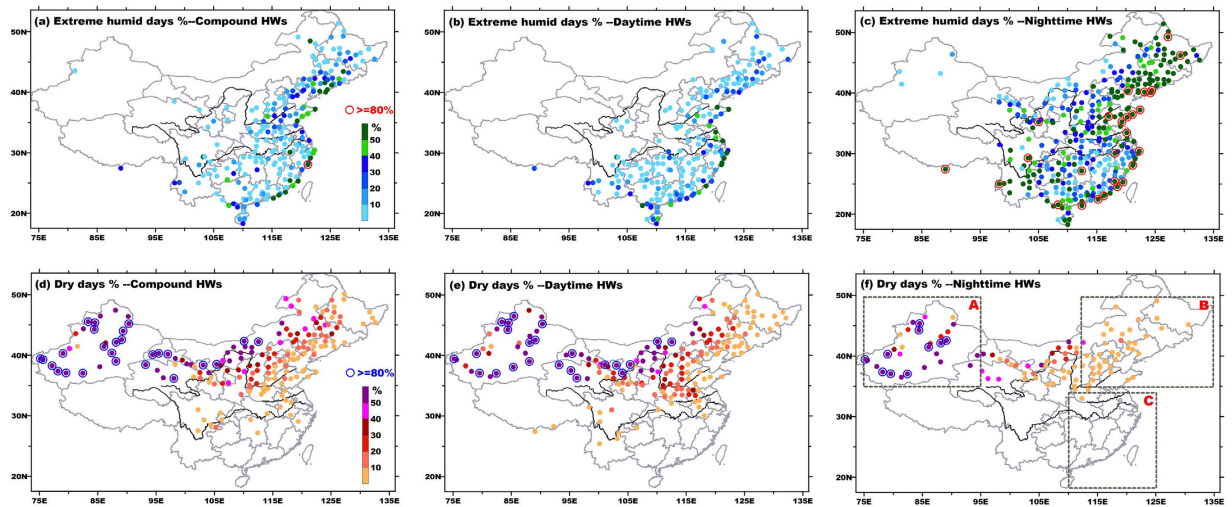 (a) Extreme humid days %--Compound HWs
50N
40N
30N
20N
75E 85E 95E 105E 115E 125E 135E
>=80%
%
50
40
30
20
10
(b) Extreme humid days % --Daytime HWs
50N
40N
30N
20N
75E 85E 95E 105E 115E 125E 135E
(c) Extreme humid days % --Nighttime HWs
50N
40N
30N
20N
75E 85E 95E 105E 115E 125E 135E
(d) Dry days % --Compound HWs
50N
40N
30N
20N
75E 85E 95E 105E 115E 125E 135E
>=80%
%
50
40
30
20
10
(e) Dry days % --Daytime HWs
50N
40N
30N
20N
75E 85E 95E 105E 115E 125E 135E
(f) Dry days % --Nighttime HWs
A
B
C
50N
40N
30N
20N
75E 85E 95E 105E 115E 125E 135E